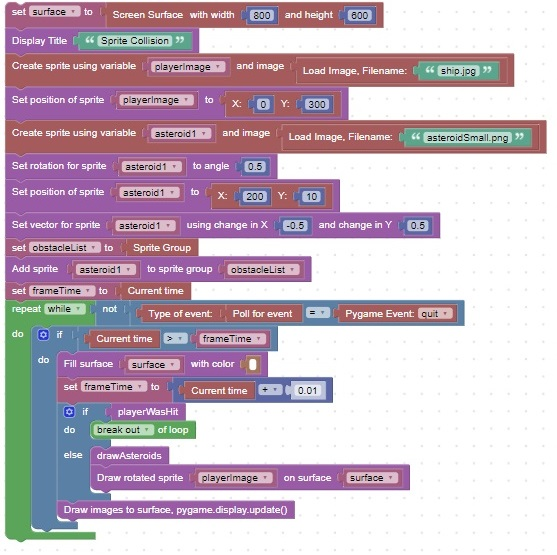 set surface to Screen Surface with width 800 and height 600
Display Title “ Sprite Collision ”
Create sprite using variable playerImage and image Load Image, Filename: “ ship.jpg ”
Set position of sprite playerImage to X: 0 Y: 300
Create sprite using variable asteroid1 and image Load Image, Filename: “ asteroidSmall.png ”
Set rotation for sprite asteroid1 to angle 0.5
Set position of sprite asteroid1 to X: 200 Y: 10
Set vector for sprite asteroid1 using change in X -0.5 and change in Y 0.5
set obstacleList to Sprite Group
Add sprite asteroid1 to sprite group obstacleList
set frameTime to Current time
repeat while not Type of event: Poll for event = Pygame Event: quit
do if Current time > frameTime
do Fill surface surface with color
set frameTime to Current time + 0.01
if playerWasHit
do break out of loop
else drawAsteroids
Draw rotated sprite playerImage on surface surface
Draw images to surface, pygame.display.update()